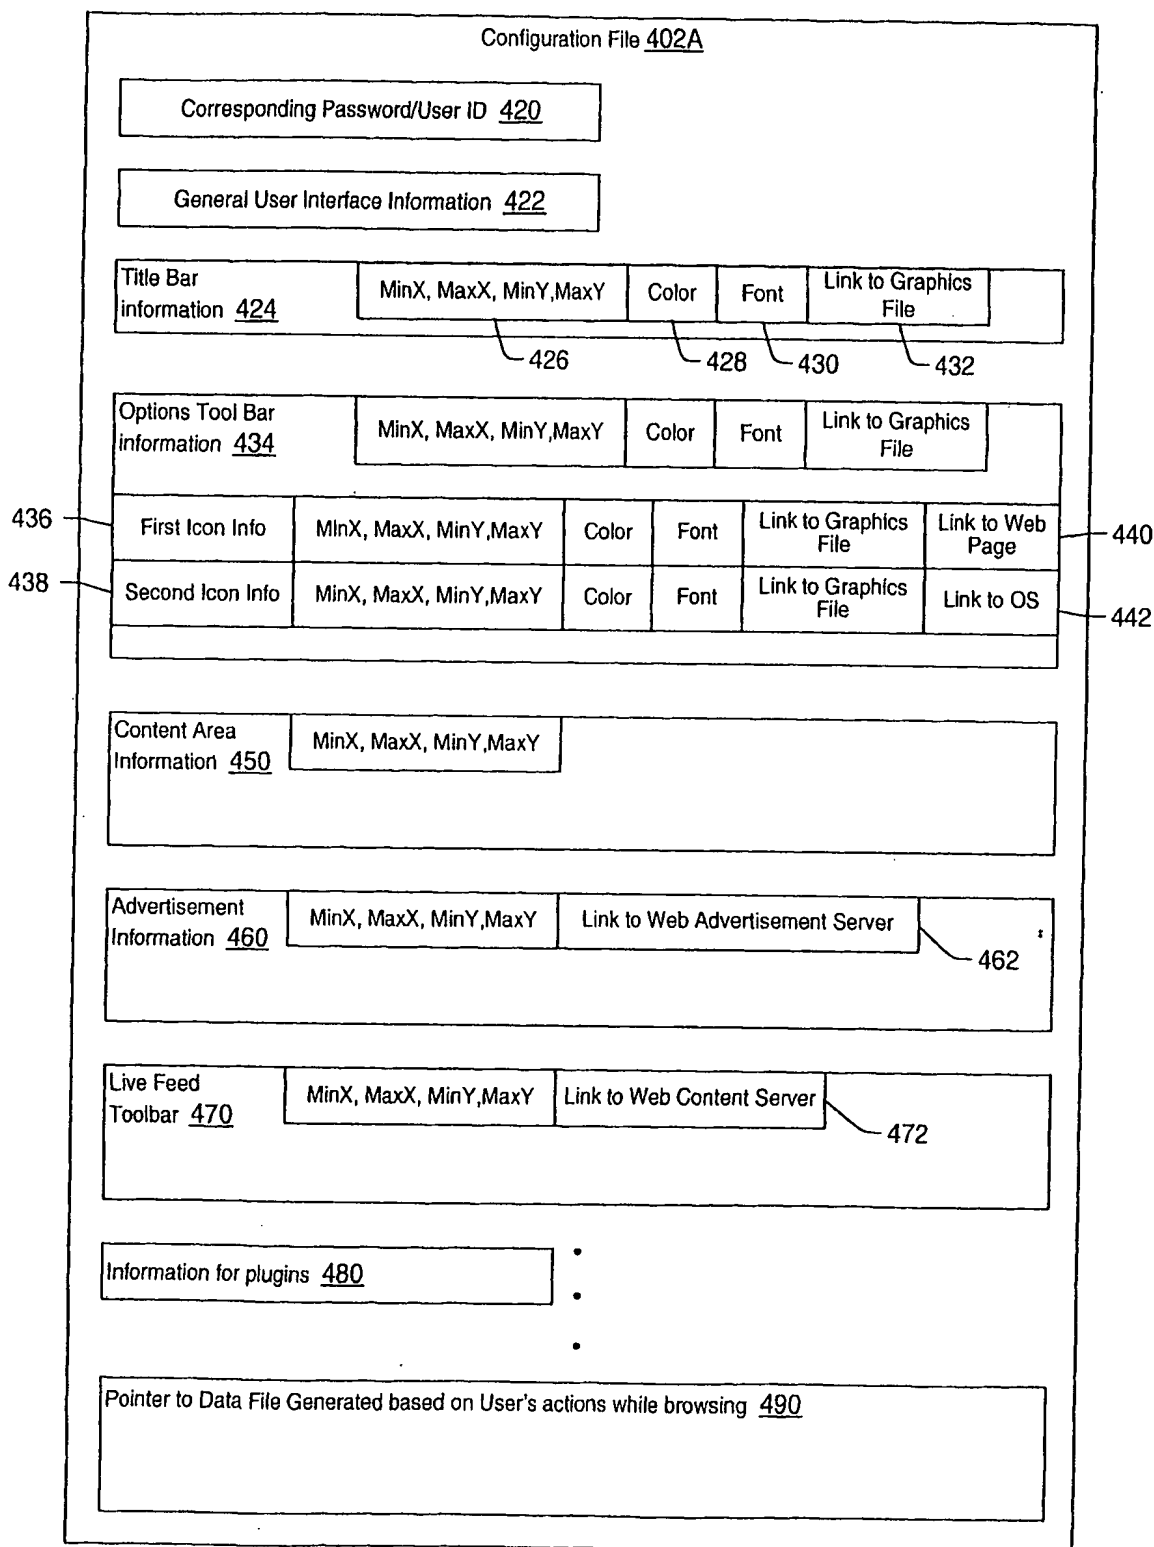 Configuration File 402A
Corresponding Password/User ID 420
General User Interface Information 422
Title Bar
information 424
MinX, MaxX, MinY,MaxY
Color
Font
Link to Graphics
File
426
428
430
432
Options Tool Bar
information 434
MinX, MaxX, MinY,MaxY
Color
Font
Link to Graphics
File
436
First Icon Info
MinX, MaxX, MinY,MaxY
Color
Font
Link to Graphics
File
Link to Web
Page
440
438
Second Icon Info
MinX, MaxX, MinY,MaxY
Color
Font
Link to Graphics
File
Link to OS
442
Content Area
Information 450
MinX, MaxX, MinY,MaxY
Advertisement
Information 460
MinX, MaxX, MinY,MaxY
Link to Web Advertisement Server
462
Live Feed
Toolbar 470
MinX, MaxX, MinY,MaxY
Link to Web Content Server
472
Information for plugins 480
Pointer to Data File Generated based on User's actions while browsing 490